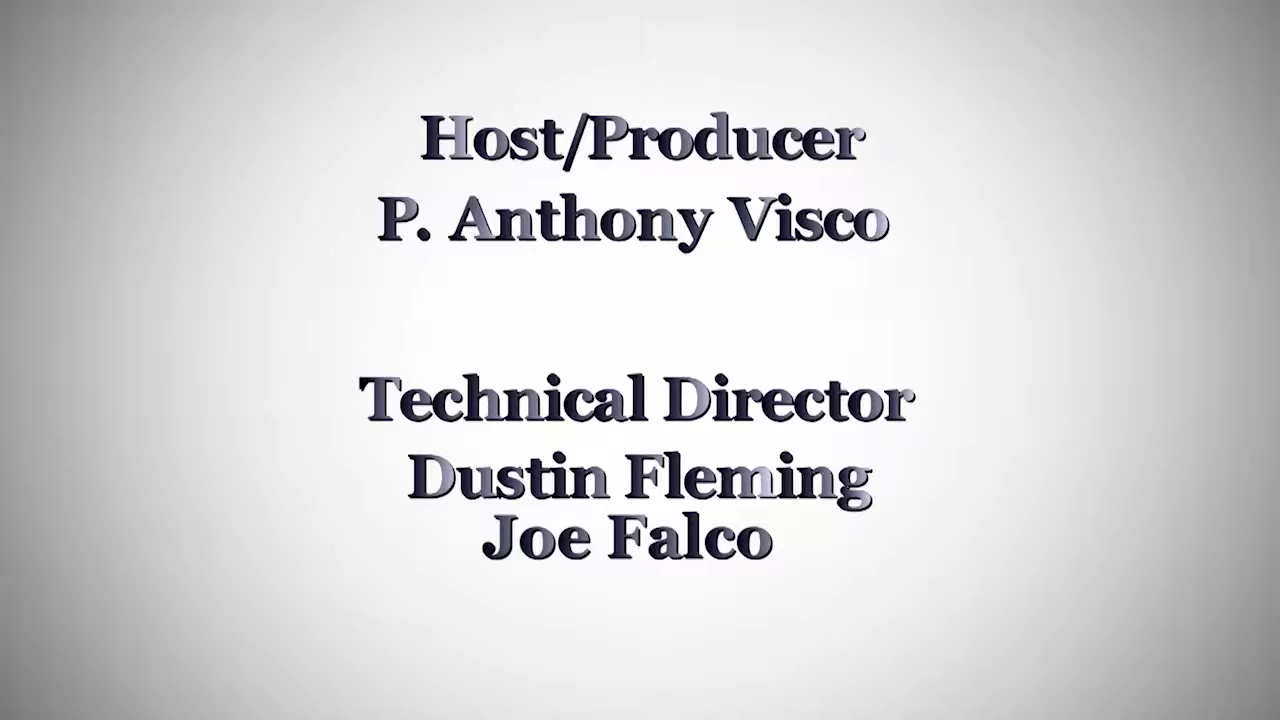 Host/Producer
P. Anthony Visco
Technical Director
Dustin Fleming
Joe Falco